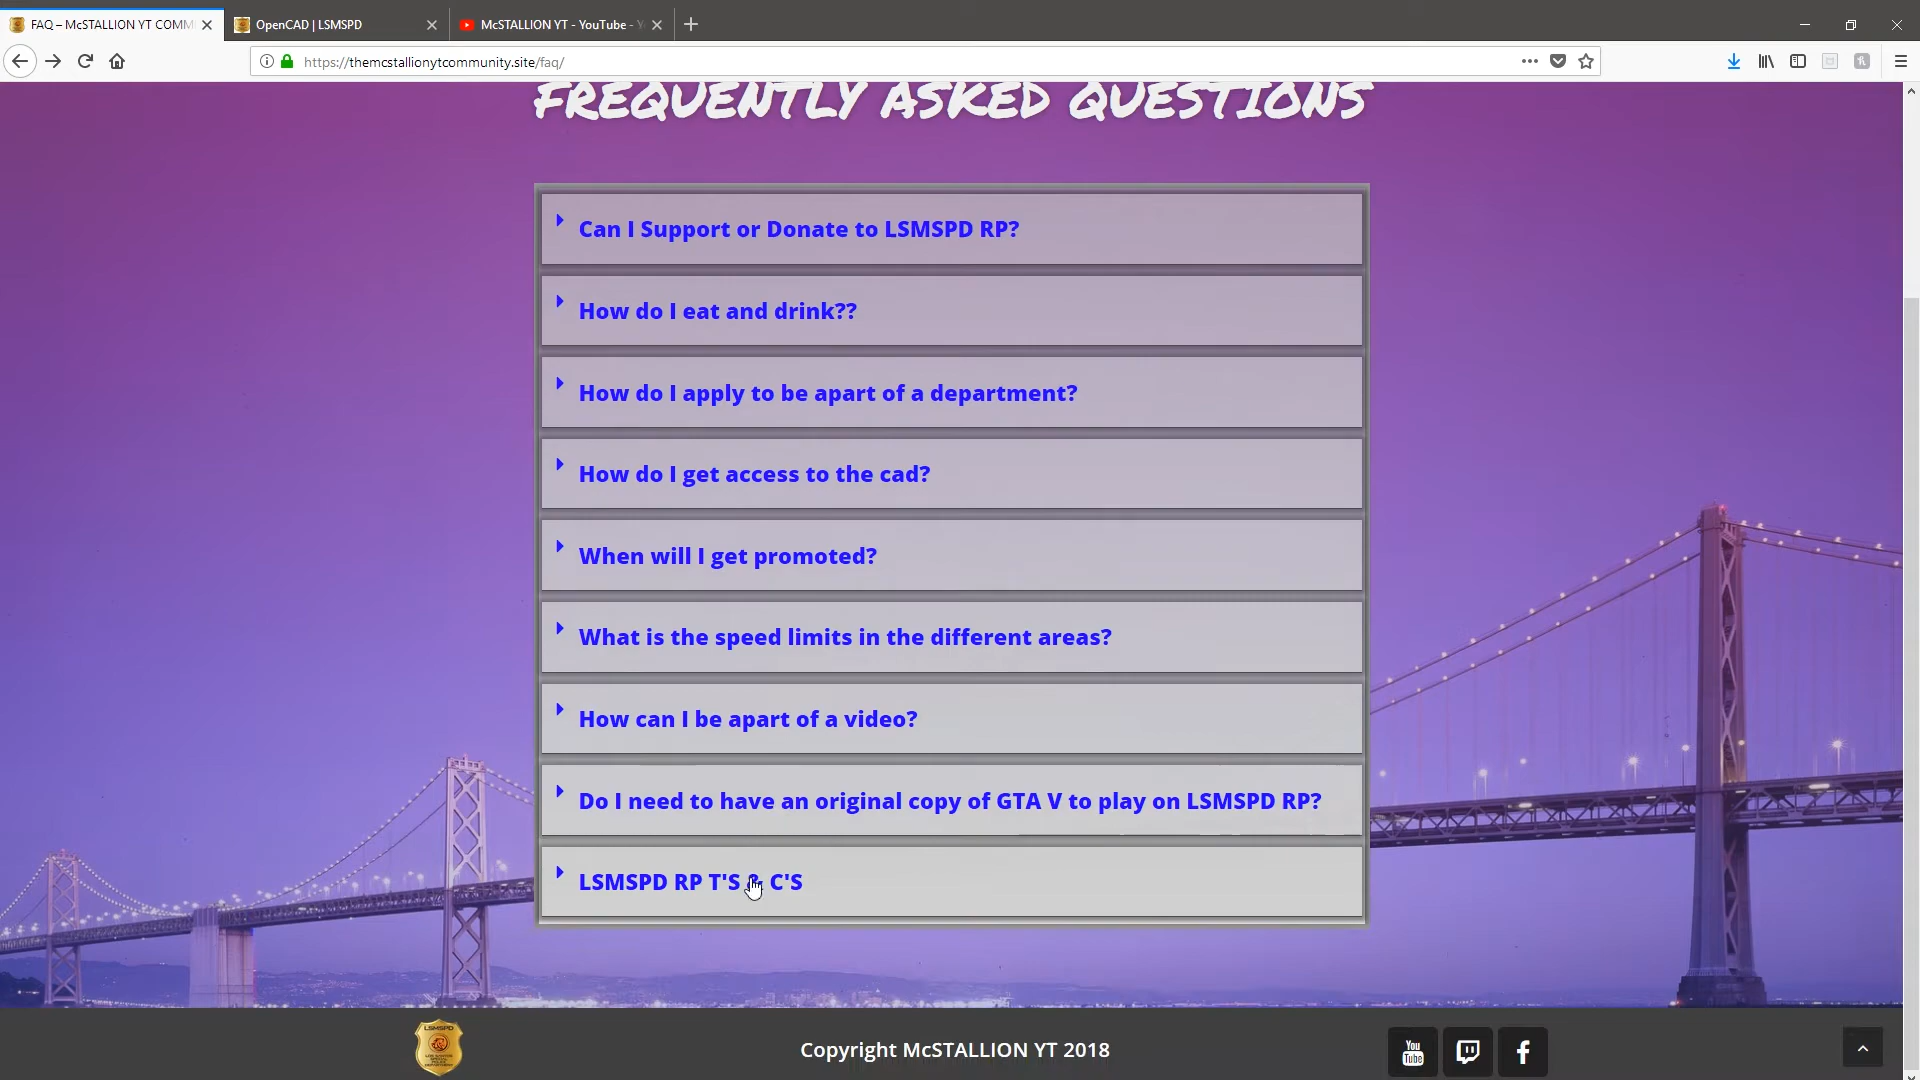 FAQ – McSTALLION YT COMM
OpenCAD | LSMSPD
McSTALLION YT - YouTube - Y
https://themcstallionytcommunity.site/faq/
FREQUENTLY ASKED QUESTIONS
Can I Support or Donate to LSMSPD RP?
How do I eat and drink??
How do I apply to be apart of a department?
How do I get access to the cad?
When will I get promoted?
What is the speed limits in the different areas?
How can I be apart of a video?
Do I need to have an original copy of GTA V to play on LSMSPD RP?
LSMSPD RP T'S & C'S
LSMSPD
Copyright McSTALLION YT 2018
You
Tube